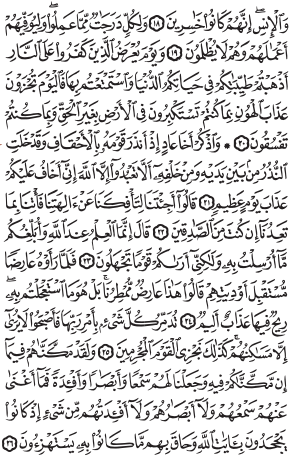 وَٱلْإِنسِ إِنَّهُمْ كَانُوا۟ خَٰسِرِينَ ١٨ وَلِكُلٍّ دَرَجَٰتٌ مِّمَّا عَمِلُوا۟ وَلِيُوَفِّيَهُمْ
أَعْمَٰلَهُمْ وَهُمْ لَا يُظْلَمُونَ ١٩ وَيَوْمَ يُعْرَضُ ٱلَّذِينَ كَفَرُوا۟ عَلَى ٱلنَّارِ
أَذْهَبْتُمْ طَيِّبَٰتِكُمْ فِى حَيَاتِكُمُ ٱلدُّنْيَا وَٱسْتَمْتَعْتُم بِهَا فَٱلْيَوْمَ تُجْزَوْنَ
عَذَابَ ٱلْهُونِ بِمَا كُنتُمْ تَسْتَكْبِرُونَ فِى ٱلْأَرْضِ بِغَيْرِ ٱلْحَقِّ وَبِمَا كُنتُمْ
تَفْسُقُونَ ٢٠ ۞ وَٱذْكُرْ أَخَا عَادٍ إِذْ أَنذَرَ قَوْمَهُۥ بِٱلْأَحْقَافِ وَقَدْ خَلَتِ
ٱلنُّذُرُ مِنۢ بَيْنِ يَدَيْهِ وَمِنْ خَلْفِهِۦٓ أَلَّا تَعْبُدُوٓا۟ إِلَّا ٱللَّهَ إِنِّىٓ أَخَافُ عَلَيْكُمْ
عَذَابَ يَوْمٍ عَظِيمٍ ٢١ قَالُوٓا۟ أَجِئْتَنَا لِتَأْفِكَنَا عَنْ ءَالِهَتِنَا فَأْتِنَا بِمَا
تَعِدُنَآ إِن كُنتَ مِنَ ٱلصَّٰدِقِينَ ٢٢ قَالَ إِنَّمَا ٱلْعِلْمُ عِندَ ٱللَّهِ وَأُبَلِّغُكُم
مَّآ أُرْسِلْتُ بِهِۦ وَلَٰكِنِّىٓ أَرَىٰكُمْ قَوْمًا تَجْهَلُونَ ٢٣ فَلَمَّا رَأَوْهُ عَارِضًا
مُّسْتَقْبِلَ أَوْدِيَتِهِمْ قَالُوا۟ هَٰذَا عَارِضٌ مُّمْطِرُنَا بَلْ هُوَ مَا ٱسْتَعْجَلْتُم بِهِۦ
رِيحٌ فِيهَا عَذَابٌ أَلِيمٌ ٢٤ تُدَمِّرُ كُلَّ شَىْءٍۭ بِأَمْرِ رَبِّهَا فَأَصْبَحُوا۟ لَا يُرَىٰٓ
إِلَّا مَسَٰكِنُهُمْ كَذَٰلِكَ نَجْزِى ٱلْقَوْمَ ٱلْمُجْرِمِينَ ٢٥ وَلَقَدْ مَكَّنَّٰهُمْ فِيمَآ
إِن مَّكَّنَّٰكُمْ فِيهِ وَجَعَلْنَا لَهُمْ سَمْعًا وَأَبْصَٰرًا وَأَفْـِٔدَةً فَمَآ أَغْنَىٰ
عَنْهُمْ سَمْعُهُمْ وَلَآ أَبْصَٰرُهُمْ وَلَآ أَفْـِٔدَتُهُم مِّن شَىْءٍ إِذْ كَانُوا۟
يَجْحَدُونَ بِـَٔايَٰتِ ٱللَّهِ وَحَاقَ بِهِم مَّا كَانُوا۟ بِهِۦ يَسْتَهْزِءُونَ ٢٦